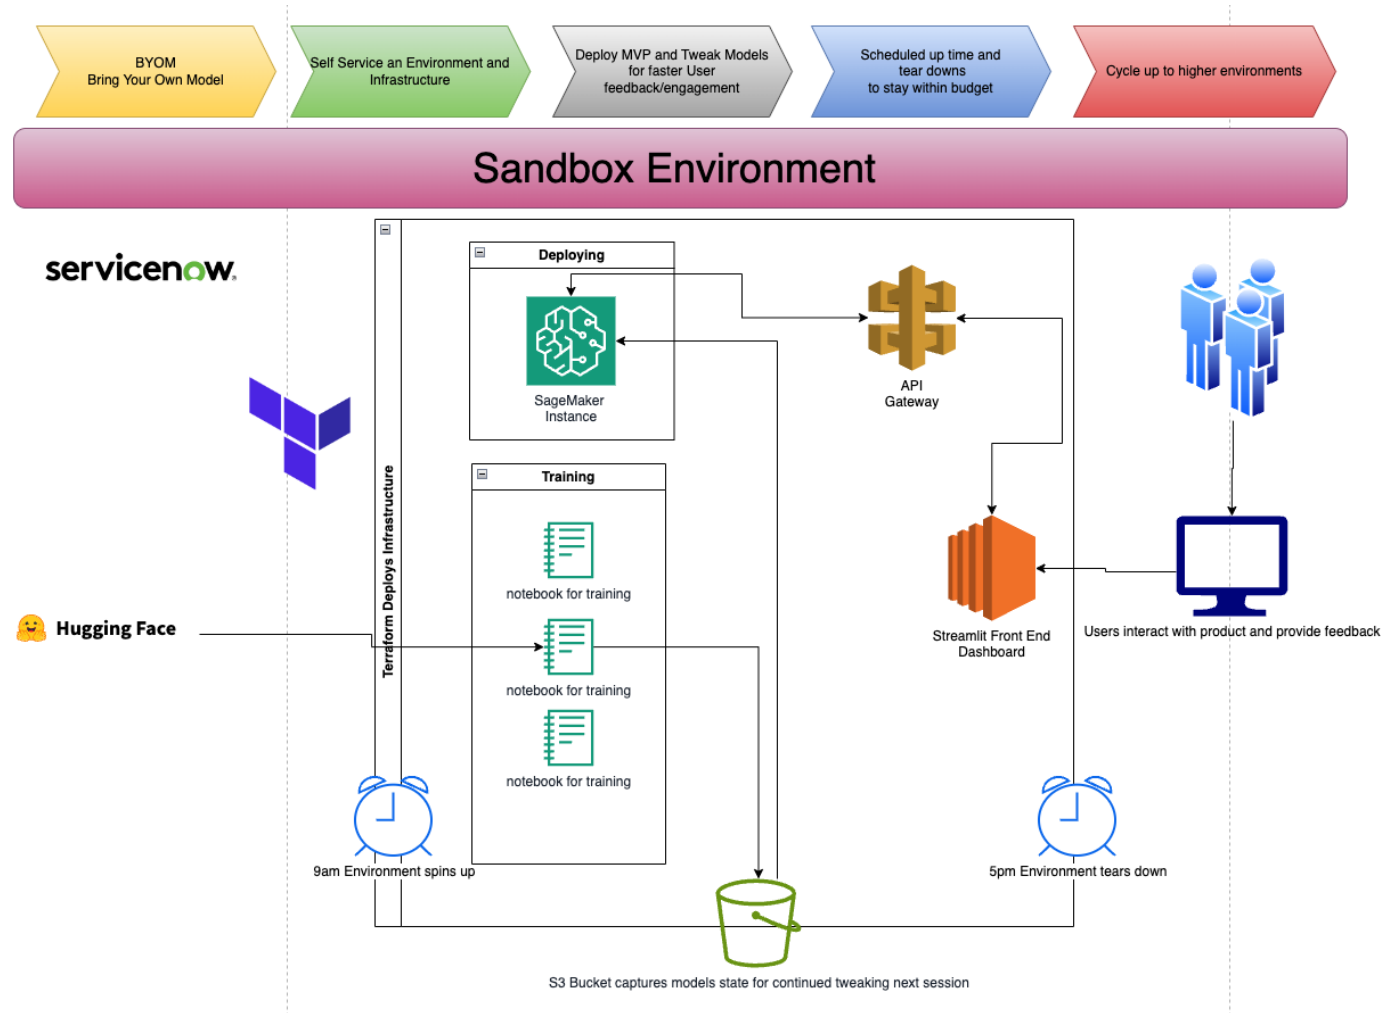 BYOM
Bring Your Own Model
Self Service an Environment and
Infrastructure
Deploy MVP and Tweak Models
for faster User
feedback/engagement
Scheduled up time and
tear downs
to stay within budget
Cycle up to higher environments
Sandbox Environment
servicenow
Deploying
SageMaker
Instance
API
Gateway
Terraform Deploys Infrastructure
Training
notebook for training
Hugging Face
notebook for training
notebook for training
Streamlit Front End
Dashboard
Users interact with product and provide feedback
9am Environment spins up
5pm Environment tears down
S3 Bucket captures models state for continued tweaking next session